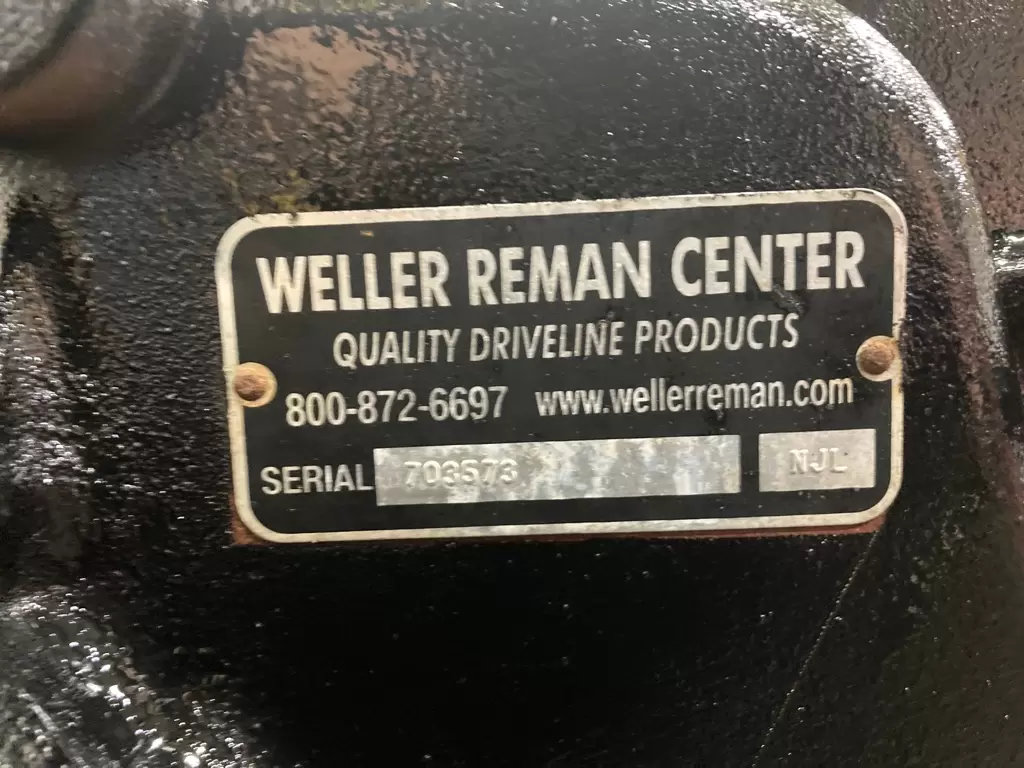 WELLER REMAN CENTER
QUALITY DRIVELINE PRODUCTS
800-872-6697 www.wellerreman.com
SERIAL 703573 NJL